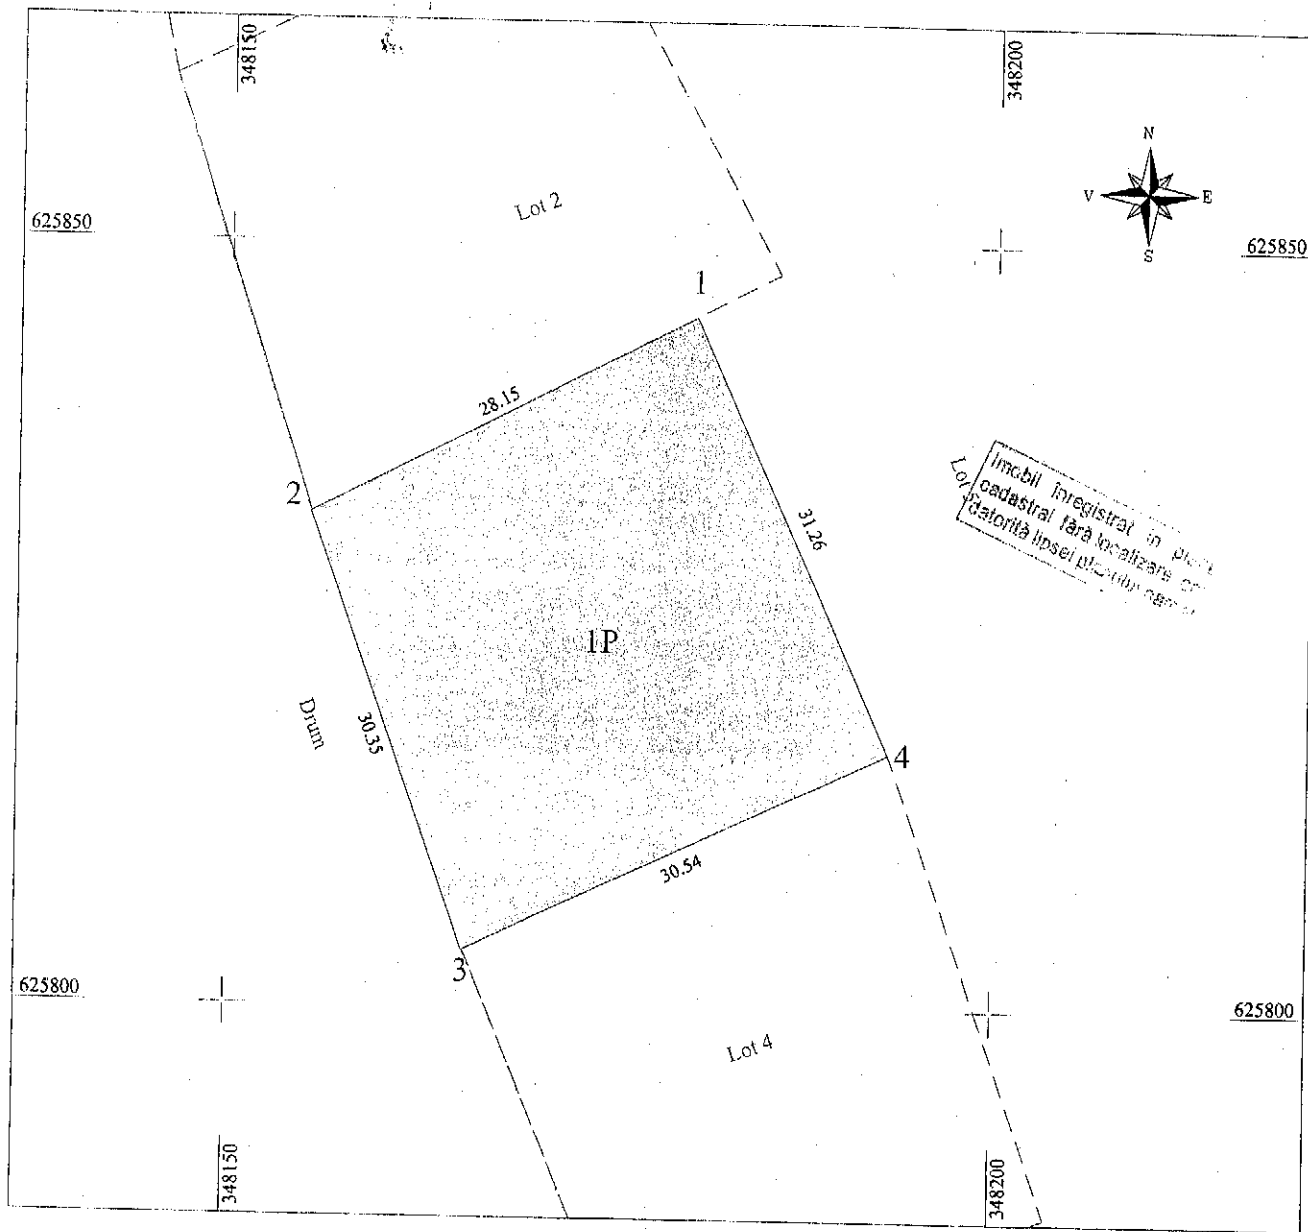 348150
348200
N
V
E
S
625850
625850
Lot 2
1
28.15
2
31.26
Lot
Imobil înregistrat în
cadastral fără localizare
datorită lipsei planului
1P
Drum
30.35
4
30.54
3
625800
625800
Lot 4
348150
348200